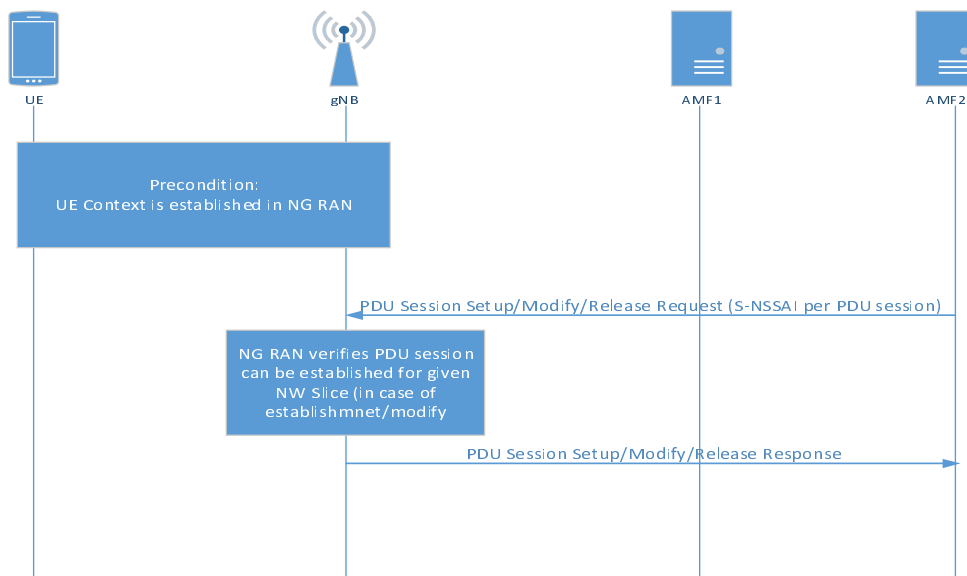 UE
gNB
AMF1
AMF2
Precondition:
UE Context is established in NG RAN
PDU Session Setup/Modify/Release Request (S-NSSAI per PDU session)
NG RAN verifies PDU session
can be established for given
NW Slice (in case of
establishmnet/modify
PDU Session Setup/Modify/Release Response